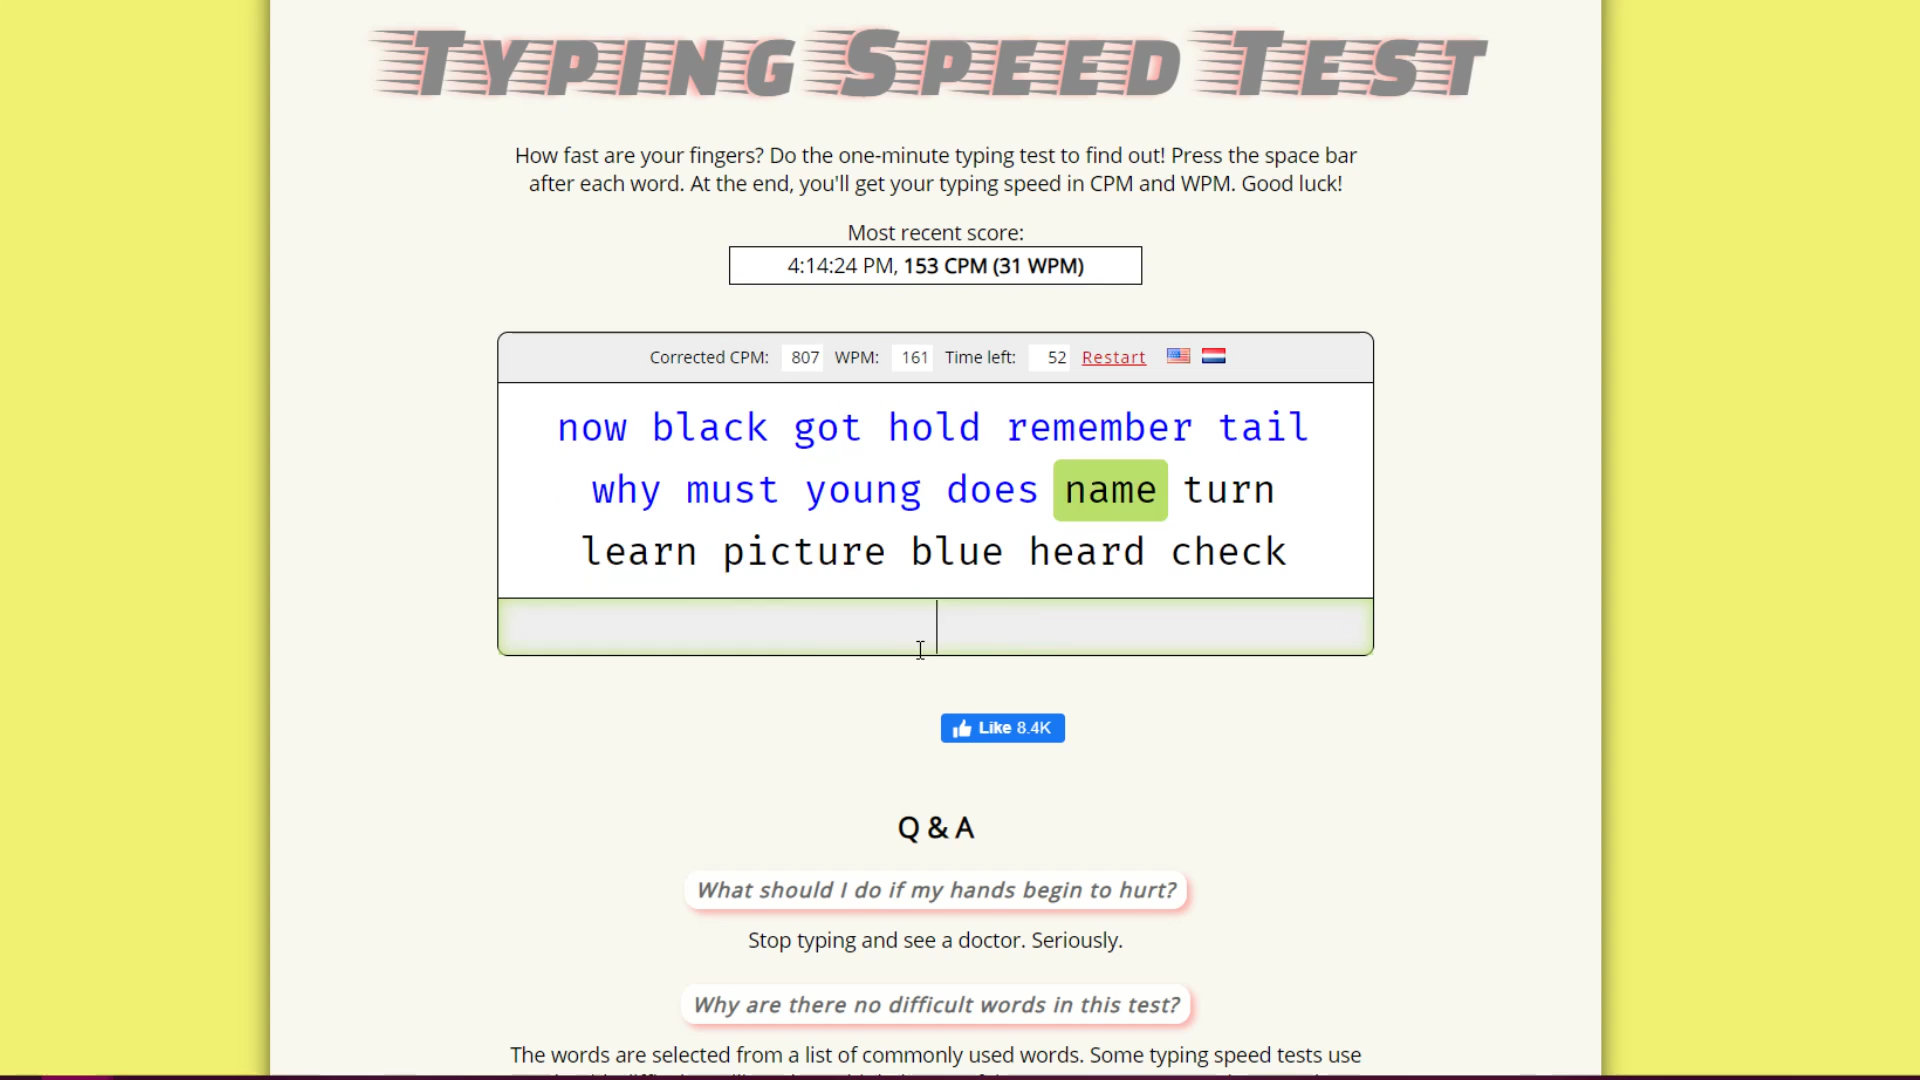 Typing Speed Test
How fast are your fingers? Do the one-minute typing test to find out! Press the space bar
after each word. At the end, you'll get your typing speed in CPM and WPM. Good luck!
Most recent score:
4:14:24 PM, 153 CPM (31 WPM)
Corrected CPM: 807 WPM: 161 Time left: 52 Restart
now black got hold remember tail
why must young does name turn
learn picture blue heard check
Like 8.4K
Q & A
What should I do if my hands begin to hurt?
Stop typing and see a doctor. Seriously.
Why are there no difficult words in this test?
The words are selected from a list of commonly used words. Some typing speed tests use